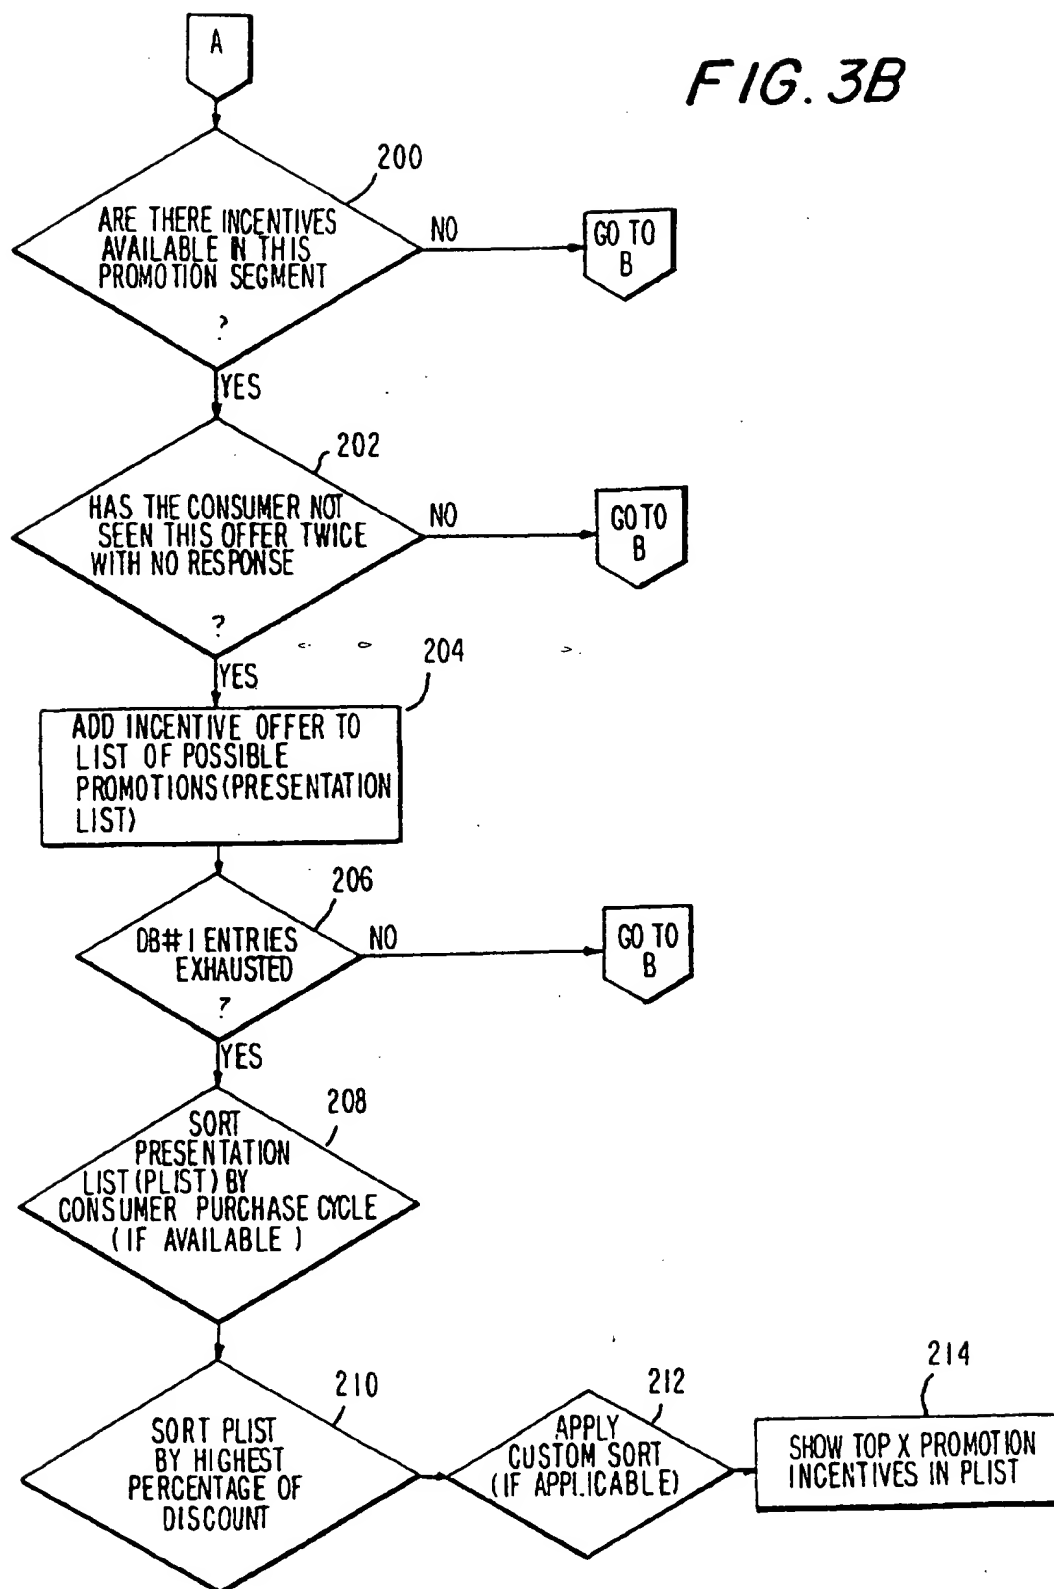 A
FIG. 3B
200
ARE THERE INCENTIVES
AVAILABLE IN THIS
PROMOTION SEGMENT
?
NO
GO TO
B
YES
202
HAS THE CONSUMER NOT
SEEN THIS OFFER TWICE
WITH NO RESPONSE
?
NO
GO TO
B
YES
204
ADD INCENTIVE OFFER TO
LIST OF POSSIBLE
PROMOTIONS (PRESENTATION
LIST)
206
DB#1 ENTRIES
EXHAUSTED
?
NO
GO TO
B
YES
208
SORT
PRESENTATION
LIST (PLIST) BY
CONSUMER PURCHASE CYCLE
(IF AVAILABLE)
210
SORT PLIST
BY HIGHEST
PERCENTAGE OF
DISCOUNT
212
APPLY
CUSTOM SORT
(IF APPLICABLE)
214
SHOW TOP X PROMOTION
INCENTIVES IN PLIST